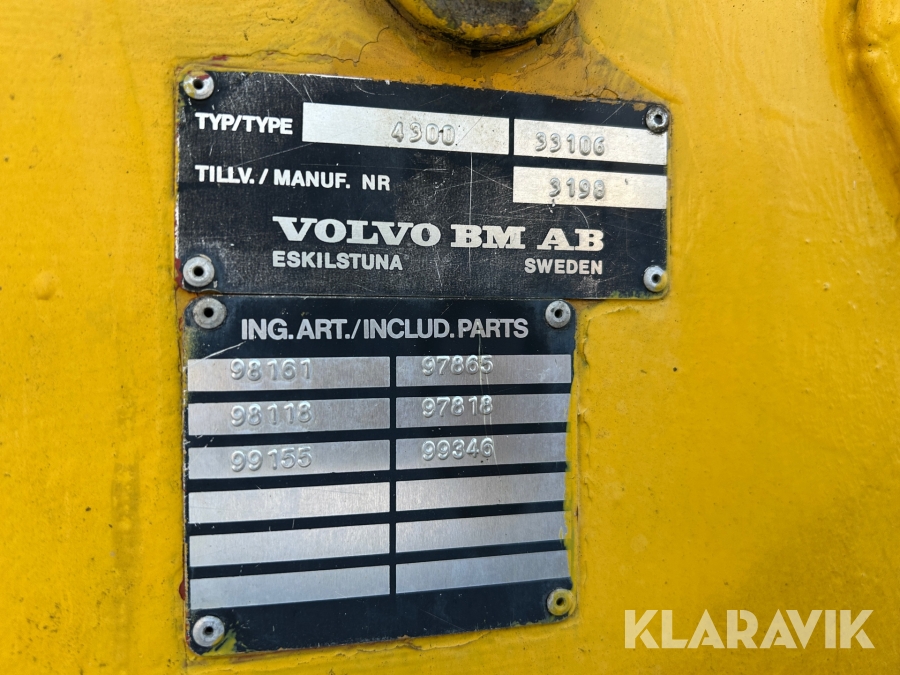 TYP/TYPE 4300 33106
TILLV. / MANUF. NR 3198
VOLVO BM AB
ESKILSTUNA SWEDEN
ING.ART./INCLUD.PARTS
98161 97865
98118 97818
99155 99346
KLARAVIK